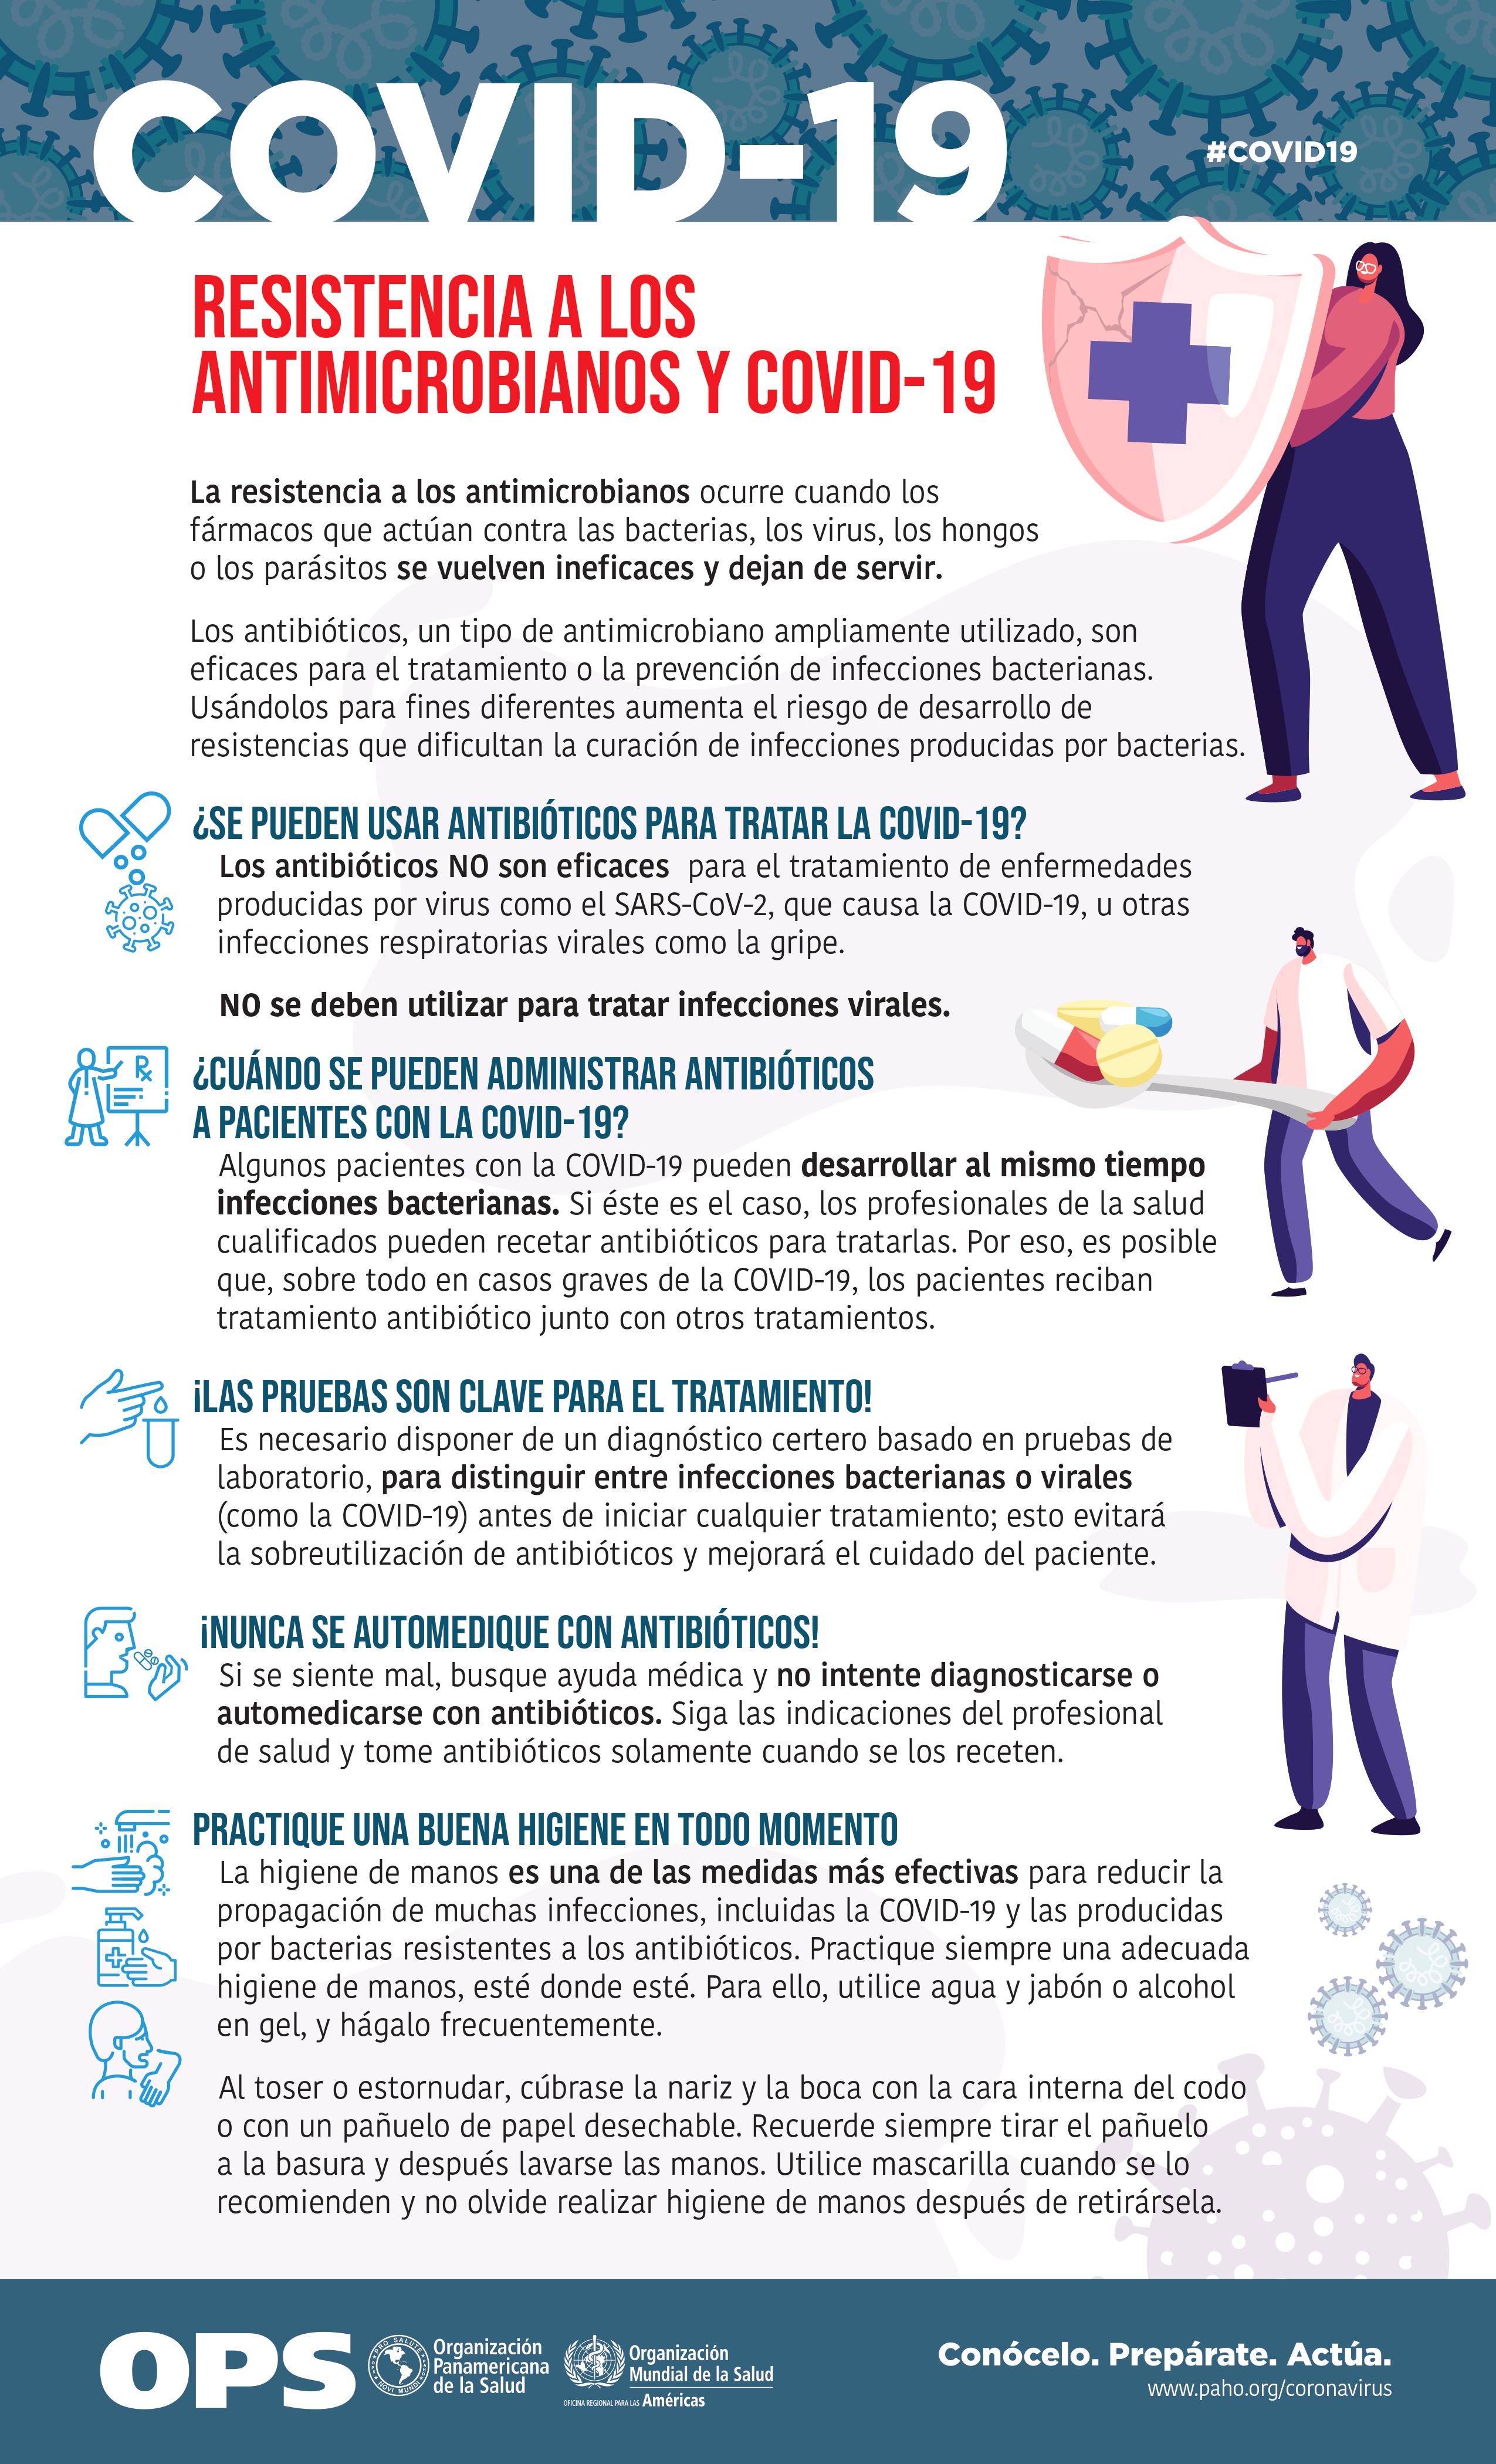 COVID-19
#COVID19
RESISTENCIA A LOS
ANTIMICROBIANOS Y COVID-19
La resistencia a los antimicrobianos ocurre cuando los
fármacos que actúan contra las bacterias, los virus, los hongos
o los parásitos se vuelven ineficaces y dejan de servir.
Los antibióticos, un tipo de antimicrobiano ampliamente utilizado, son
eficaces para el tratamiento o la prevención de infecciones bacterianas.
Usándolos para fines diferentes aumenta el riesgo de desarrollo de
resistencias que dificultan la curación de infecciones producidas por bacterias.
¿SE PUEDEN USAR ANTIBIÓTICOS PARA TRATAR LA COVID-19?
Los antibióticos NO son eficaces para el tratamiento de enfermedades
producidas por virus como el SARS-CoV-2, que causa la COVID-19, u otras
infecciones respiratorias virales como la gripe.
NO se deben utilizar para tratar infecciones virales.
Rx
¿CUÁNDO SE PUEDEN ADMINISTRAR ANTIBIÓTICOS
A PACIENTES CON LA COVID-19?
Algunos pacientes con la COVID-19 pueden desarrollar al mismo tiempo
infecciones bacterianas. Si éste es el caso, los profesionales de la salud
cualificados pueden recetar antibióticos para tratarlas. Por eso, es posible
que, sobre todo en casos graves de la COVID-19, los pacientes reciban
tratamiento antibiótico junto con otros tratamientos.
¡LAS PRUEBAS SON CLAVE PARA EL TRATAMIENTO!
Es necesario disponer de un diagnóstico certero basado en pruebas de
laboratorio, para distinguir entre infecciones bacterianas o virales
(como la COVID-19) antes de iniciar cualquier tratamiento; esto evitará
la sobreutilización de antibióticos y mejorará el cuidado del paciente.
¡NUNCA SE AUTOMEDIQUE CON ANTIBIÓTICOS!
Si se siente mal, busque ayuda médica y no intente diagnosticarse o
automedicarse con antibióticos. Siga las indicaciones del profesional
de salud y tome antibióticos solamente cuando se los receten.
PRACTIQUE UNA BUENA HIGIENE EN TODO MOMENTO
La higiene de manos es una de las medidas más efectivas para reducir la
propagación de muchas infecciones, incluidas la COVID-19 y las producidas
por bacterias resistentes a los antibióticos. Practique siempre una adecuada
higiene de manos, esté donde esté. Para ello, utilice agua y jabón o alcohol
en gel, y hágalo frecuentemente.
Al toser o estornudar, cúbrase la nariz y la boca con la cara interna del codo
o con un pañuelo de papel desechable. Recuerde siempre tirar el pañuelo
a la basura y después lavarse las manos. Utilice mascarilla cuando se lo
recomienden y no olvide realizar higiene de manos después de retirársela.
OPS
PRO SALUTE
NOVI MUNDI
Organización
Panamericana
de la Salud
Organización
Mundial de la Salud
OFICINA REGIONAL PARA LAS Américas
Conócelo. Prepárate. Actúa.
www.paho.org/coronavirus